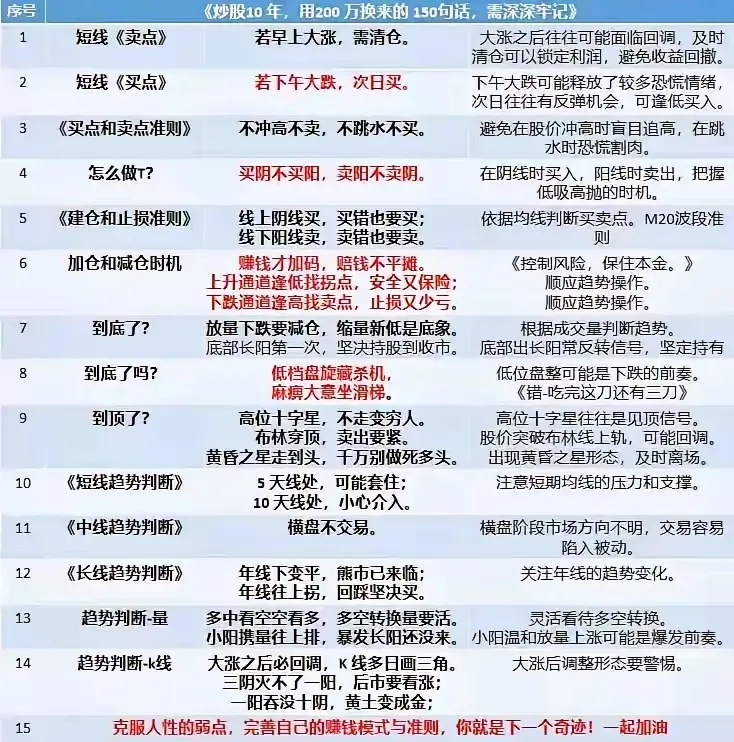 序号 《炒股10 年，用200 万换来的 150句话，需深深牢记》
1 短线《卖点》 若早上大涨，需清仓。 大涨之后往往可能面临回调，及时
清仓可以锁定利润，避免收益回撤。
2 短线《买点》 若下午大跌，次日买。 下午大跌可能释放了较多恐慌情绪，
次日往往有反弹机会，可逢低买入。
3 《买点和卖点准则》 不冲高不卖，不跳水不买。 避免在股价冲高时盲目追高，在跳
水时恐慌割肉。
4 怎么做T? 买阴不买阳，卖阳不卖阴。 在阴线时买入，阳线时卖出，把握
低吸高抛的时机。
5 《建仓和止损准则》 线上阴线买，买错也要买； 依据均线判断买卖点。M20波段准
线下阳线卖，卖错也要卖。 则
6 加仓和减仓时机 赚钱才加码，赔钱不平摊。 《控制风险，保住本金。》
上升通道逢低找拐点，安全又保险； 顺应趋势操作。
下跌通道逢高找卖点，止损又少亏。 顺应趋势操作。
7 到底了？ 放量下跌要减仓，缩量新低是底象。 根据成交量判断趋势。
底部长阳第一次，坚决持股到收市。 底部出长阳常反转信号，坚定持有
8 到底了吗？ 低档盘旋藏杀机， 低位盘整可能是下跌的前奏。
麻痹大意坐滑梯。 《错-吃完这刀还有三刀》
9 到顶了？ 高位十字星，不走变穷人。 高位十字星往往是见顶信号。
布林穿顶，卖出要紧。 股价突破布林线上轨，可能回调。
黄昏之星走到头，千万别做死多头。 出现黄昏之星形态，及时离场。
10 《短线趋势判断》 5 天线处，可能套住； 注意短期均线的压力和支撑。
10 天线处，小心介入。
11 《中线趋势判断》 横盘不交易。 横盘阶段市场方向不明，交易容易
陷入被动。
12 《长线趋势判断》 年线下变平，熊市已来临； 关注年线的趋势变化。
年线往上拐，回踩坚决买。
13 趋势判断-量 多中看空空看多，多空转换量要活。 灵活看待多空转换。
小阳携量往上排，暴发长阳还没来。 小阳温和放量上涨可能是爆发前奏。
14 趋势判断-k线 大涨之后必回调，K 线多日画三角。 大涨后调整形态要警惕。
三阴灭不了一阳，后市要看涨；
一阳吞没十阴，黄土变成金；
15 克服人性的弱点，完善自己的赚钱模式与准则，你就是下一个奇迹！一起加油